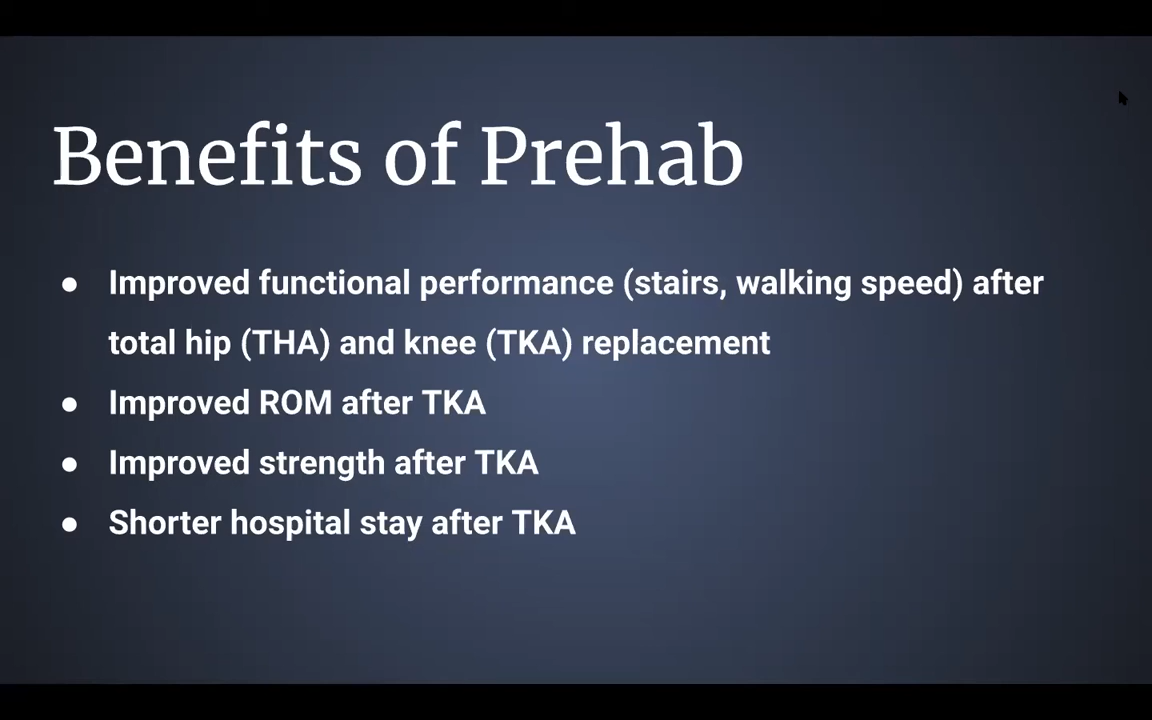 Benefits of Prehab
● Improved functional performance (stairs, walking speed) after
total hip (THA) and knee (TKA) replacement
● Improved ROM after TKA
● Improved strength after TKA
● Shorter hospital stay after TKA